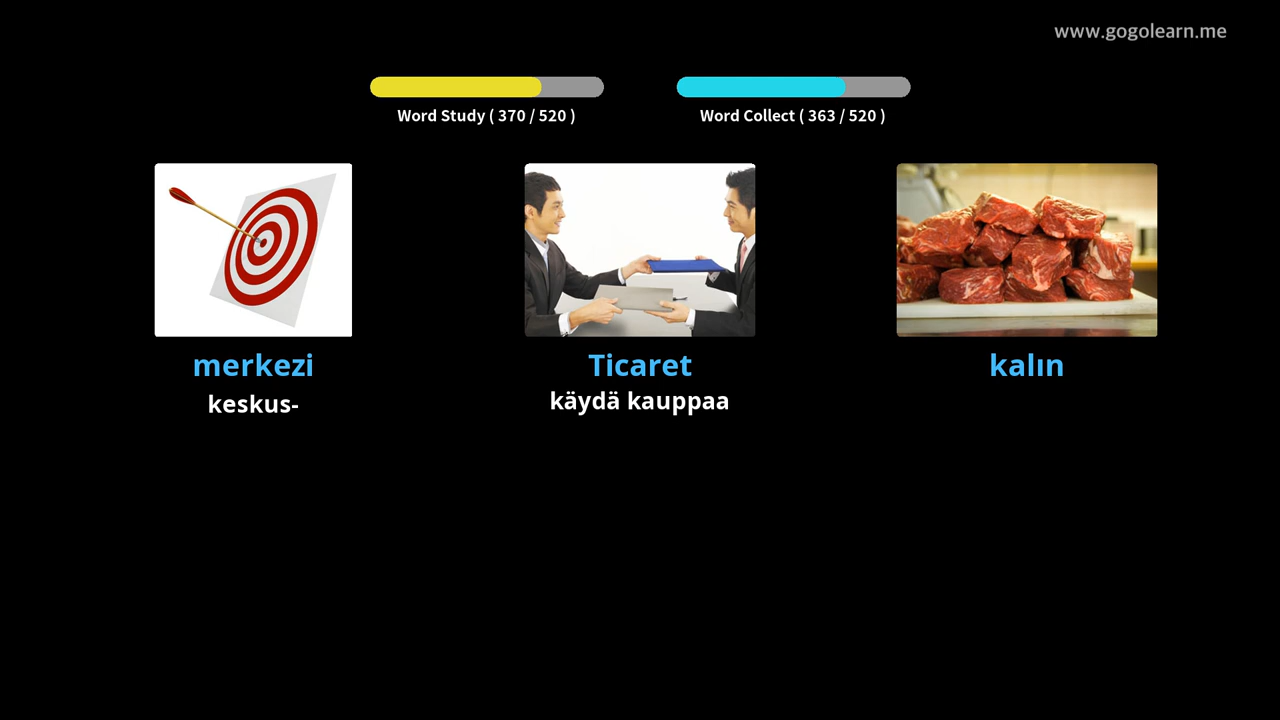 www.gogolearn.me
Word Study ( 370 / 520 )
Word Collect ( 363 / 520 )
merkezi
Ticaret
kalın
keskus-
käydä kauppaa